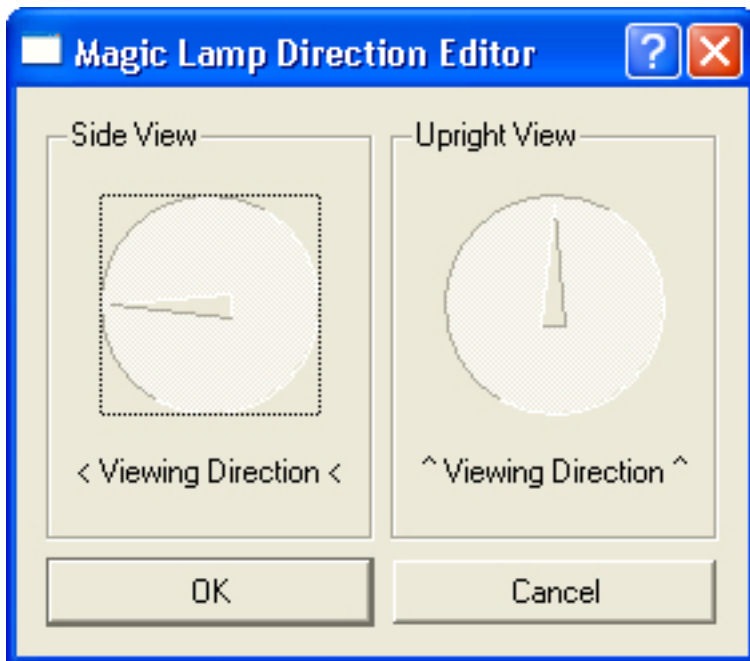 Magic Lamp Direction Editor
Side View
Upright View
< Viewing Direction <
^ Viewing Direction ^
OK
Cancel